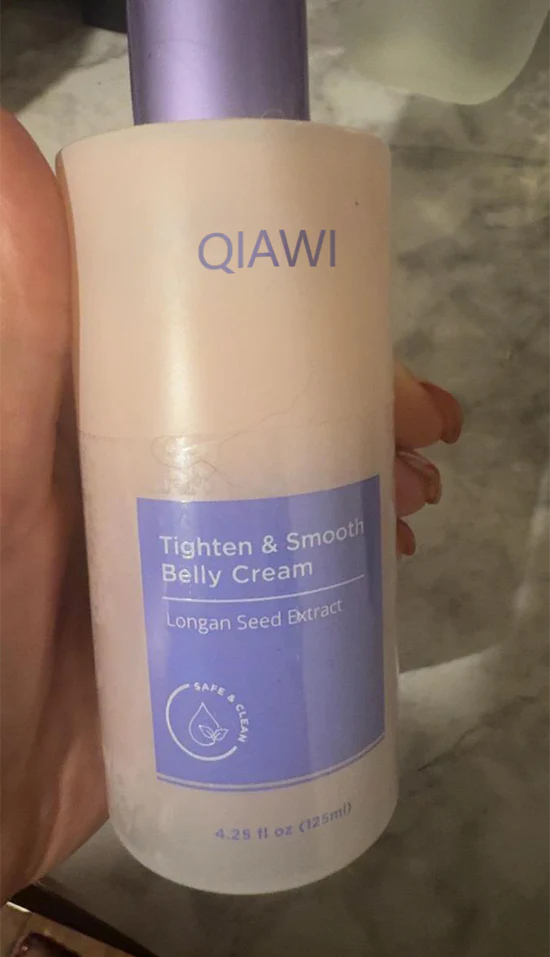 QIAWI
Tighten & Smooth
Belly Cream
Longan Seed Extract
SAFE & CLEAN
4.25 fl oz (125ml)